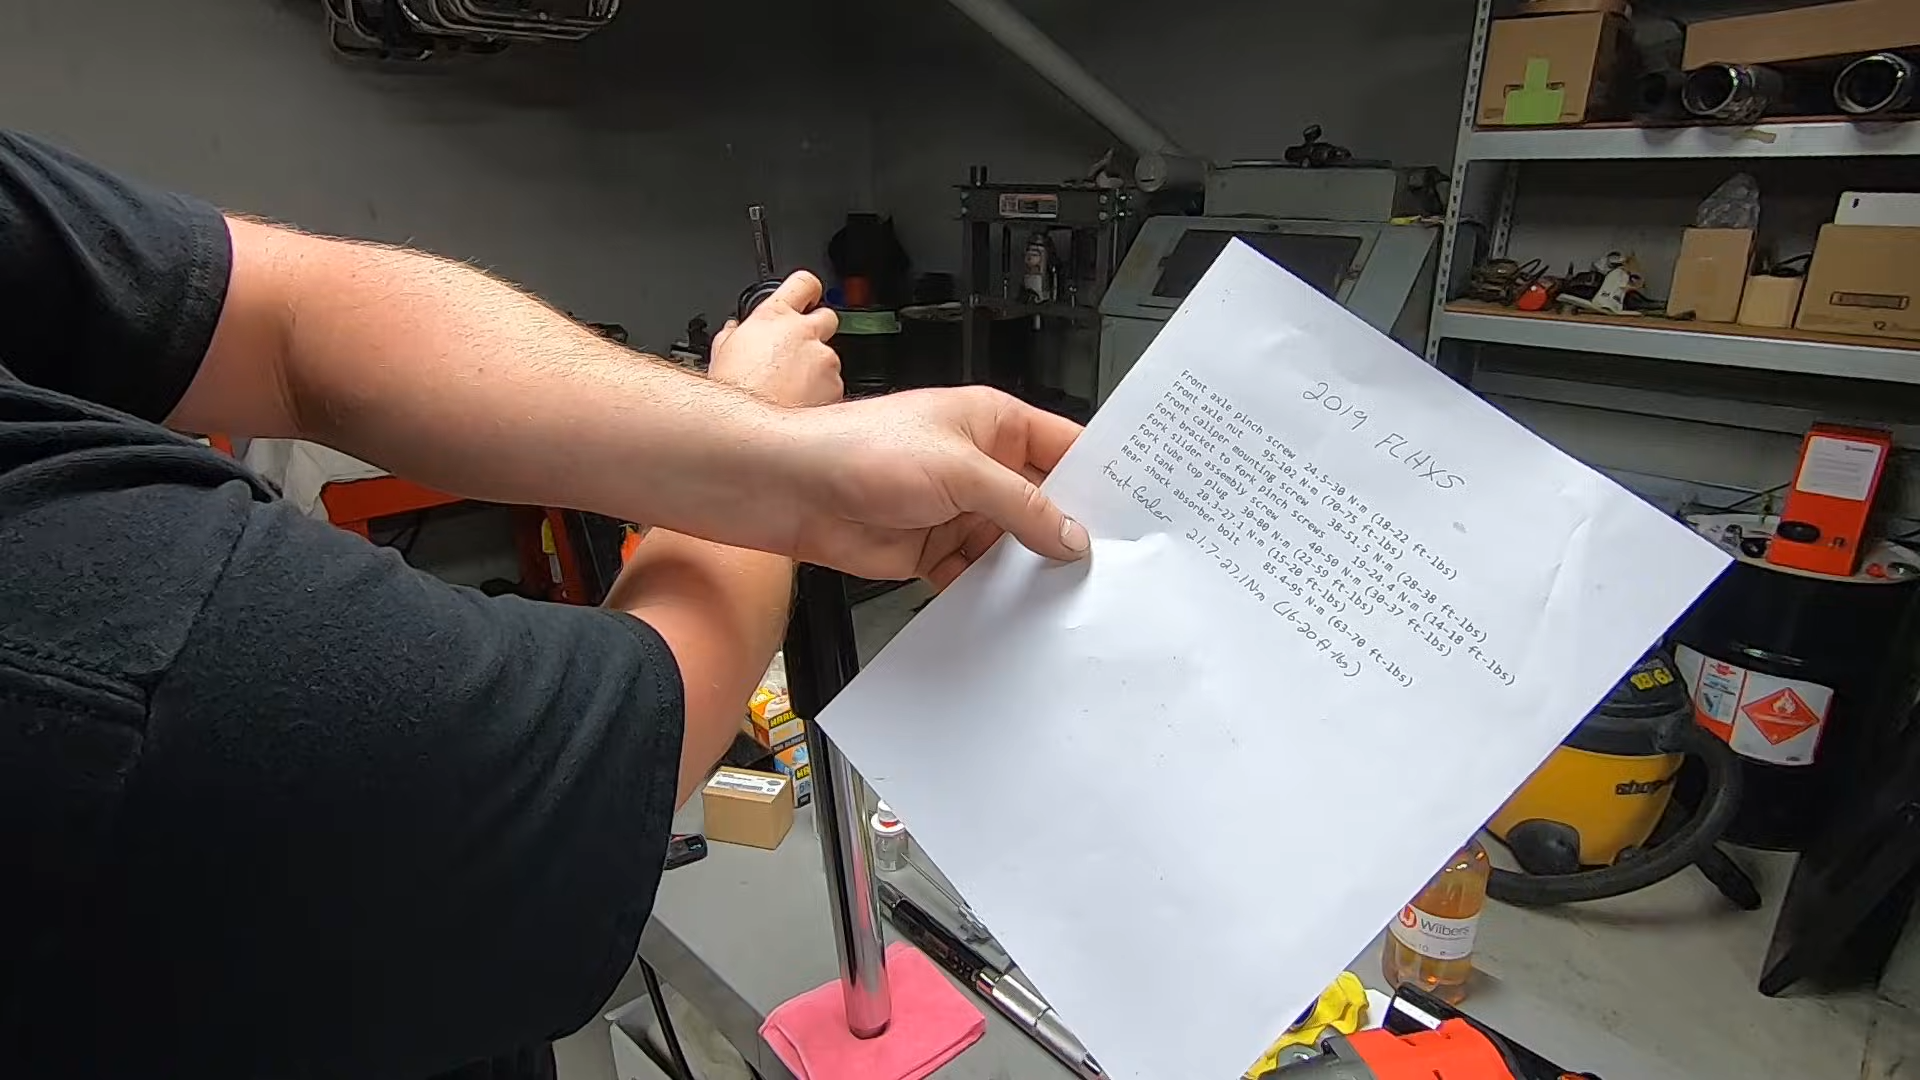 2019 FLHXS
Front axle pinch screw 24.5-30 N·m (18-22 ft-lbs)
Front axle nut 95-102 N·m (70-75 ft-lbs)
Front caliper mounting screw 38-51.5 N·m (28-38 ft-lbs)
Fork bracket to fork pinch screws 19-24.4 N·m (14-18 ft-lbs)
Fork slider assembly screw 40-50 N·m (30-37 ft-lbs)
Fork tube top plug 30-80 N·m (22-59 ft-lbs)
Fuel tank 20.3-27.1 N·m (15-20 ft-lbs)
Rear shock absorber bolt 85.4-95 N·m (63-70 ft-lbs)
front fender 21.7-27.1 N·m (16-20 ft-lbs)
Wilbers